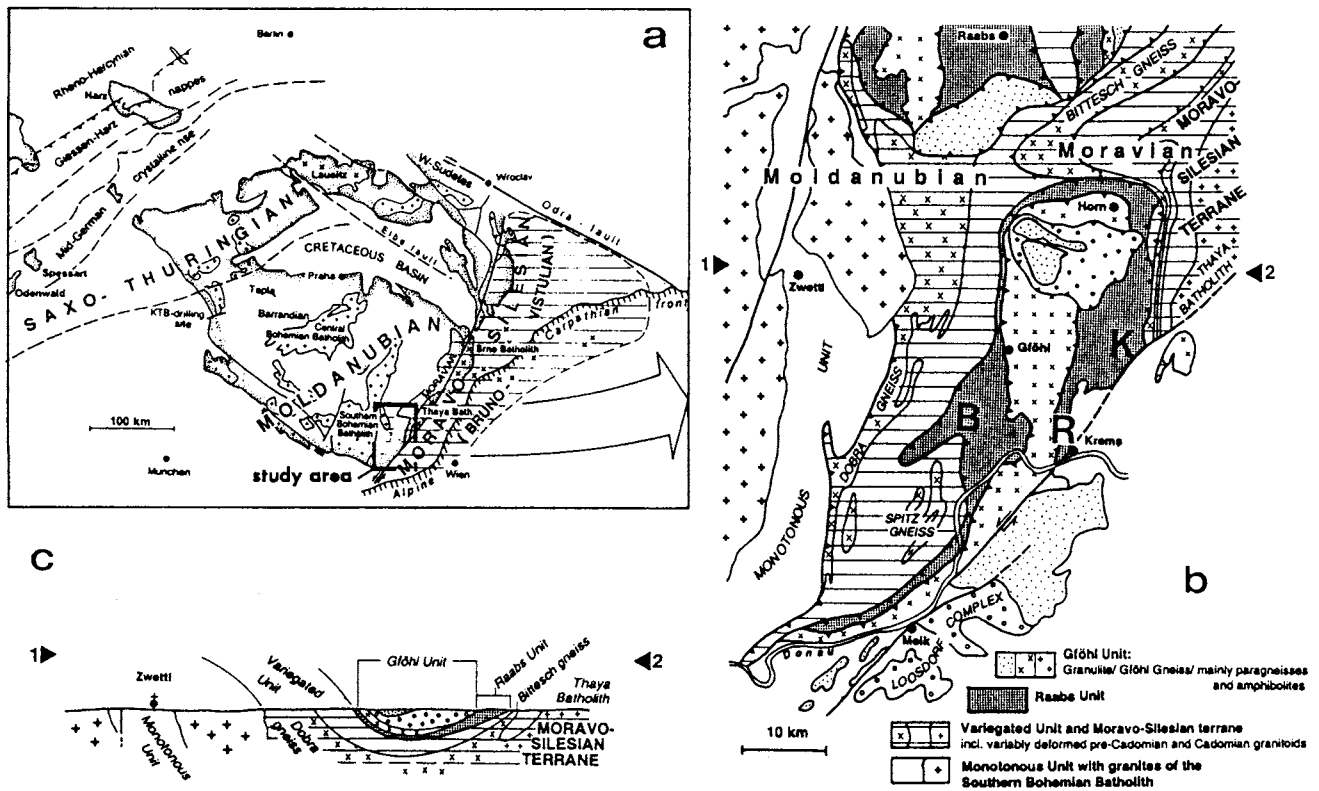 a
Berlin
Rheno-Hercynian
nappes
Harz
Giessen-Harz
Mid-German
crystalline rise
Spessart
Odenwald
SAXO-THURINGIAN
Lausitz
W-Sudetes
Wroclav
Odra-fault
Elbe fault
CRETACEOUS BASIN
Praha
Tepla
KTB-drilling
site
Barrandian
Central
Bohemian Batholith
MOLDANUBIAN
SILESIAN
VISTULIAN)
Carpathian
front
Brno Batholith
MORAVIAN
MORAVO-
(BRUNO-
Thaya Bath.
Southern
Bohemian
Batholith
100 km
Munchen
study area
Alpine
Wien
b
Raabs
BITTESCH GNEISS
MORAVO-
SILESIAN
TERRANE
Moravian
Moldanubian
Horn
THAYA
BATHOLITH
1
2
Zwettl
UNIT
MONOTONOUS
GNEISS
DOBRA
Gföhl
K
B
R
Krems
SPITZ
GNEISS
COMPLEX
LOOSDORF
Melk
Donau
10 km
Gföhl Unit:
Granulite/ Gföhl Gneiss/ mainly paragneisses
and amphibolites
Raabs Unit
Variegated Unit and Moravo-Silesian terrane
incl. variably deformed pre-Cadomian and Cadomian granitoids
Monotonous Unit with granites of the
Southern Bohemian Batholith
c
1
2
Zwettl
Variegated
Unit
Gföhl Unit
Raabs Unit
Bittesch gneiss
Thaya
Batholith
Monotonous
Unit
Dobra
gneiss
MORAVO-
SILESIAN
TERRANE